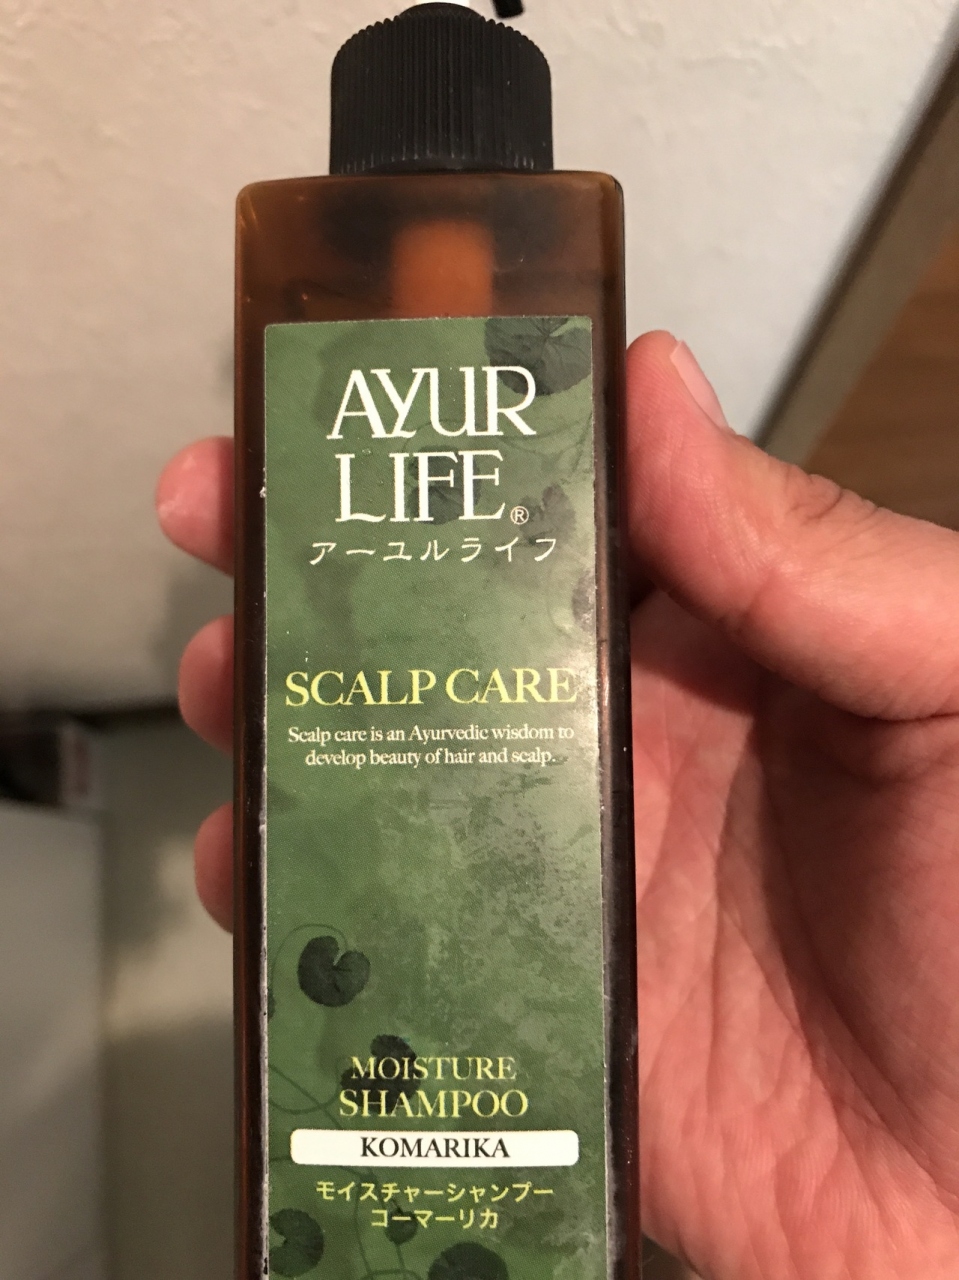 AYUR
LIFE®
アーユルライフ
SCALP CARE
Scalp care is an Ayurvedic wisdom to
develop beauty of hair and scalp.
MOISTURE
SHAMPOO
KOMARIKA
モイスチャーシャンプー
コーマーリカ